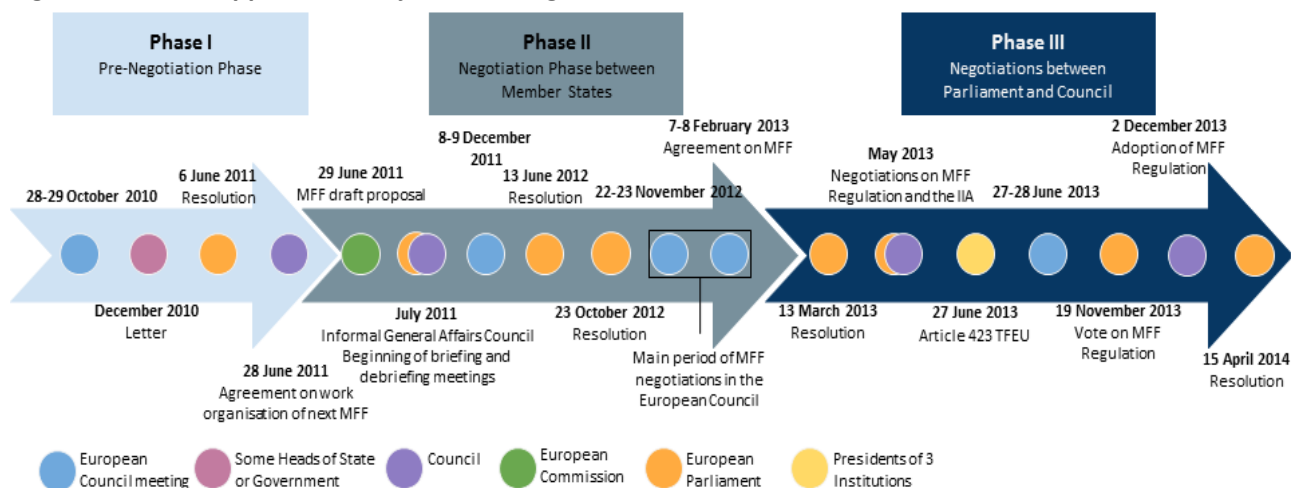 Phase I
Pre-Negotiation Phase
Phase II
Negotiation Phase between
Member States
Phase III
Negotiations between
Parliament and Council
28-29 October 2010
6 June 2011
Resolution
December 2010
Letter
28 June 2011
Agreement on work
organisation of next MFF
29 June 2011
MFF draft proposal
July 2011
Informal General Affairs Council
Beginning of briefing and
debriefing meetings
8-9 December
2011
13 June 2012
Resolution
23 October 2012
Resolution
22-23 November 2012
7-8 February 2013
Agreement on MFF
Main period of MFF
negotiations in the
European Council
13 March 2013
Resolution
May 2013
Negotiations on MFF
Regulation and the IIA
27 June 2013
Article 423 TFEU
27-28 June 2013
19 November 2013
Vote on MFF
Regulation
2 December 2013
Adoption of MFF
Regulation
15 April 2014
Resolution
European
Council meeting
Some Heads of State
or Government
Council
European
Commission
European
Parliament
Presidents of 3
Institutions